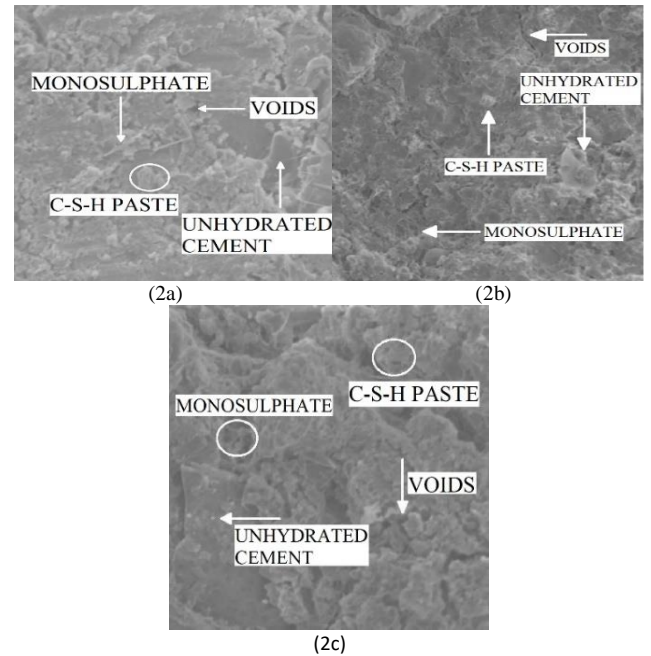 MONOSULPHATE
VOIDS
C-S-H PASTE
UNHYDRATED
CEMENT
(2a)
VOIDS
UNHYDRATED
CEMENT
C-S-H PASTE
MONOSULPHATE
(2b)
C-S-H PASTE
MONOSULPHATE
VOIDS
UNHYDRATED
CEMENT
(2c)